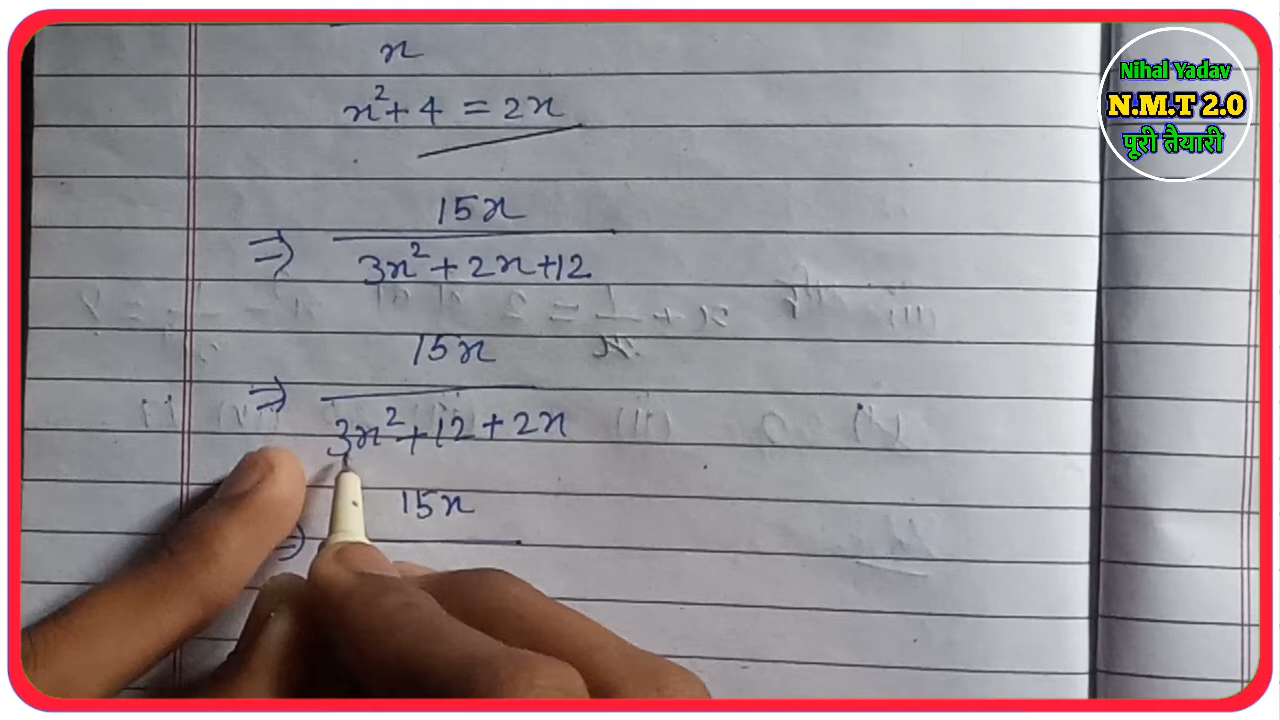 x
x² + 4 = 2x
⇒ 15x / 3x² + 2x + 12
⇒ 15x / 3x² + 12 + 2x
⇒ 15x
Nihal Yadav
N.M.T 2.0
पूरी तैयारी